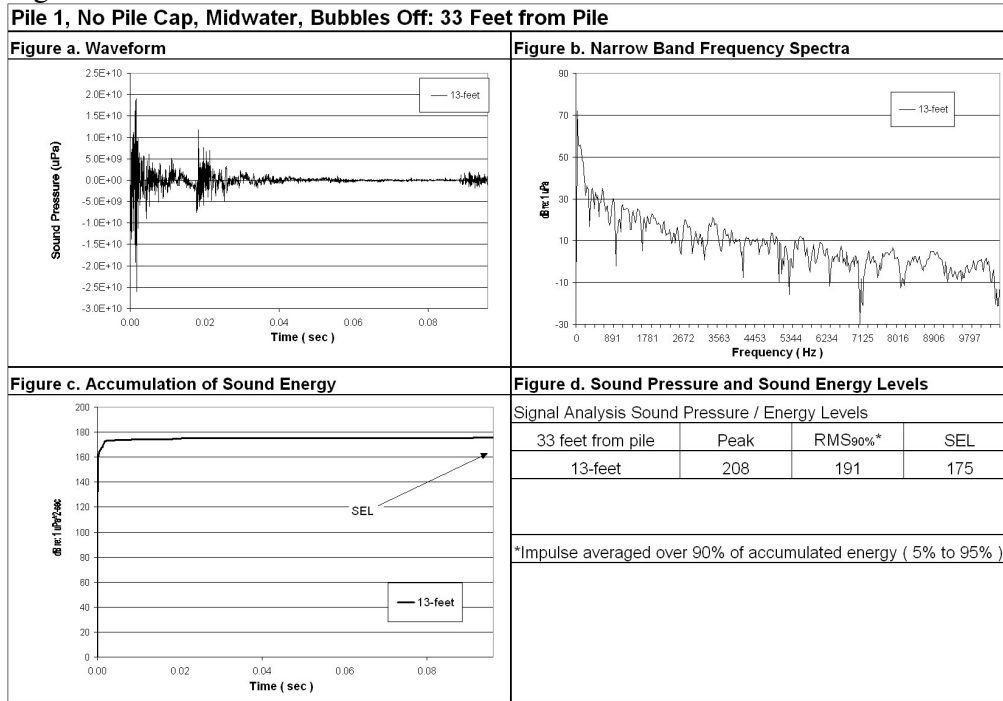 Pile 1, No Pile Cap, Midwater, Bubbles Off: 33 Feet from Pile
Figure a. Waveform
2.5E+10
2.0E+10
1.5E+10
1.0E+10
5.0E+09
0.0E+00
-5.0E+09
-1.0E+10
-1.5E+10
-2.0E+10
-2.5E+10
-3.0E+10
Sound Pressure (uPa)
13-feet
0.00 0.02 0.04 0.06 0.08
Time ( sec )
Figure b. Narrow Band Frequency Spectra
90
70
50
30
10
-10
-30
dB re: 1 uPa
13-feet
0 891 1781 2672 3563 4453 5344 6234 7125 8016 8906 9797
Frequency ( Hz )
Figure c. Accumulation of Sound Energy
200
180
160
140
120
100
80
60
40
20
0
dB re: 1 uPa^2-sec
SEL
13-feet
0.00 0.02 0.04 0.06 0.08
Time ( sec )
Figure d. Sound Pressure and Sound Energy Levels
Signal Analysis Sound Pressure / Energy Levels
33 feet from pile Peak RMS90%* SEL
13-feet 208 191 175
*Impulse averaged over 90% of accumulated energy ( 5% to 95% )